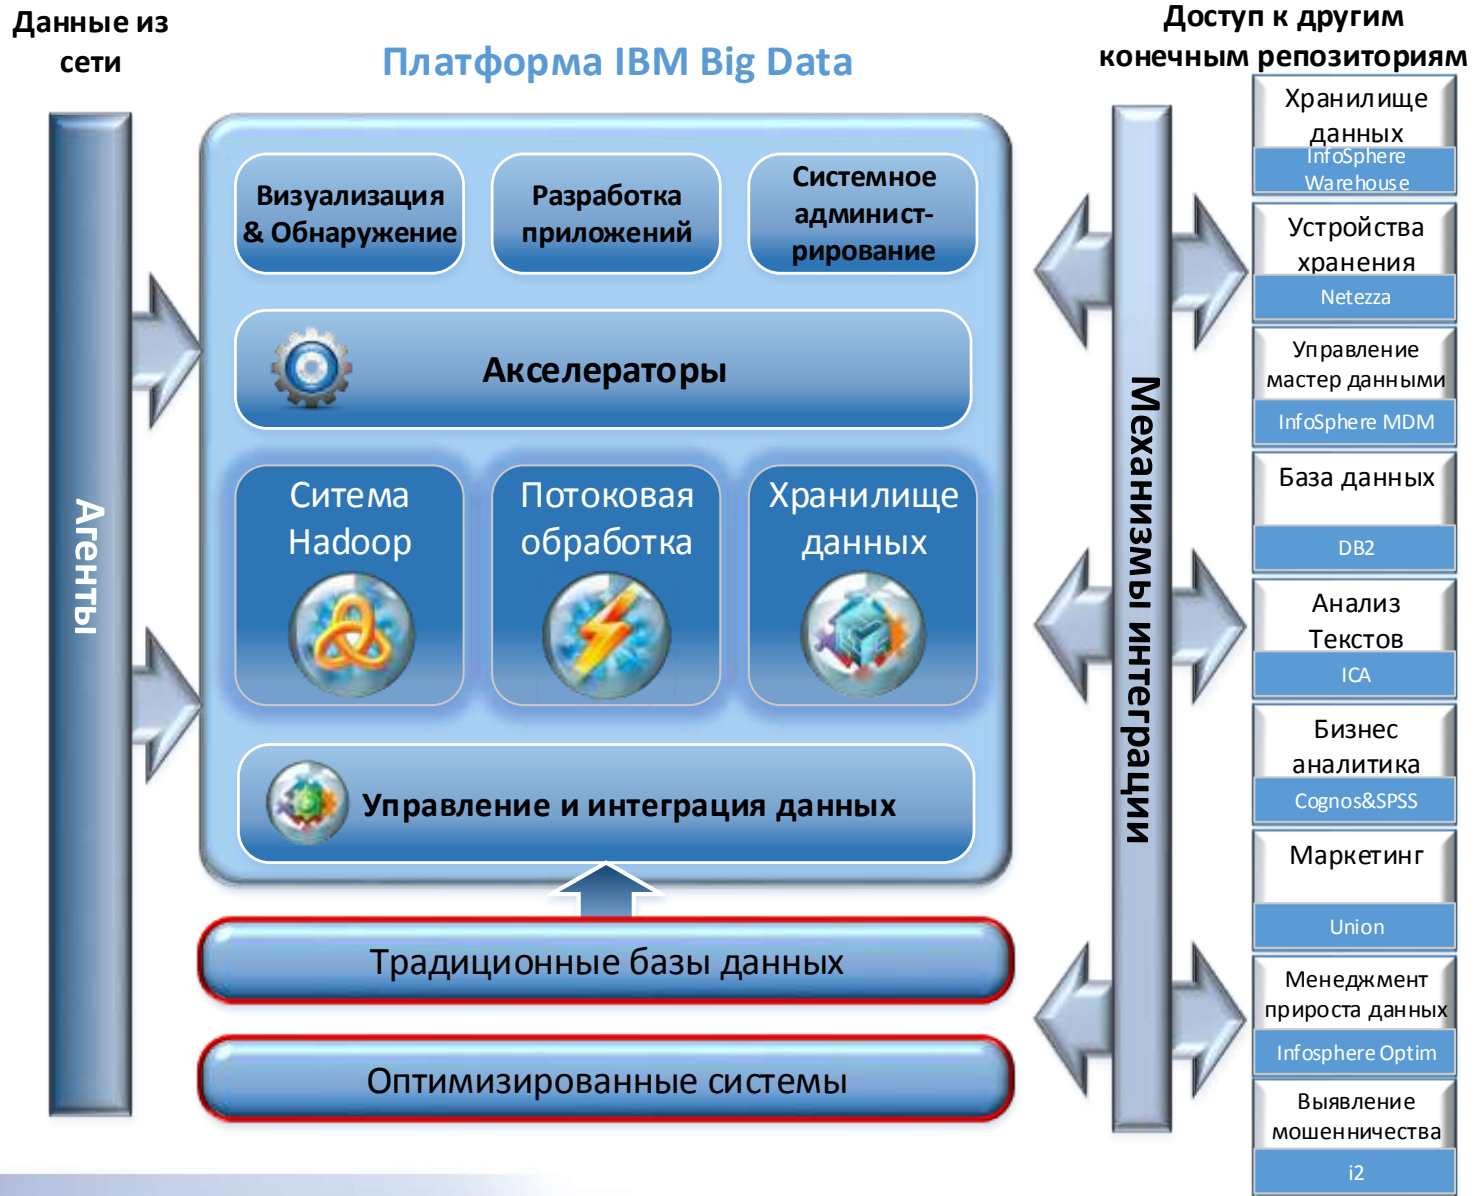 Данные из
сети
Платформа IBM Big Data
Доступ к другим
конечным репозиториям
Агенты
Визуализация
& Обнаружение
Разработка
приложений
Системное
админист-
рирование
Акселераторы
Ситема
Hadoop
Потоковая
обработка
Хранилище
данных
Управление и интеграция данных
Традиционные базы данных
Оптимизированные системы
Механизмы интеграции
Хранилище
данных
InfoSphere
Warehouse
Устройства
хранения
Netezza
Управление
мастер данными
InfoSphere MDM
База данных
DB2
Анализ
Текстов
ICA
Бизнес
аналитика
Cognos&SPSS
Маркетинг
Union
Менеджмент
прироста данных
Infosphere Optim
Выявление
мошенничества
i2